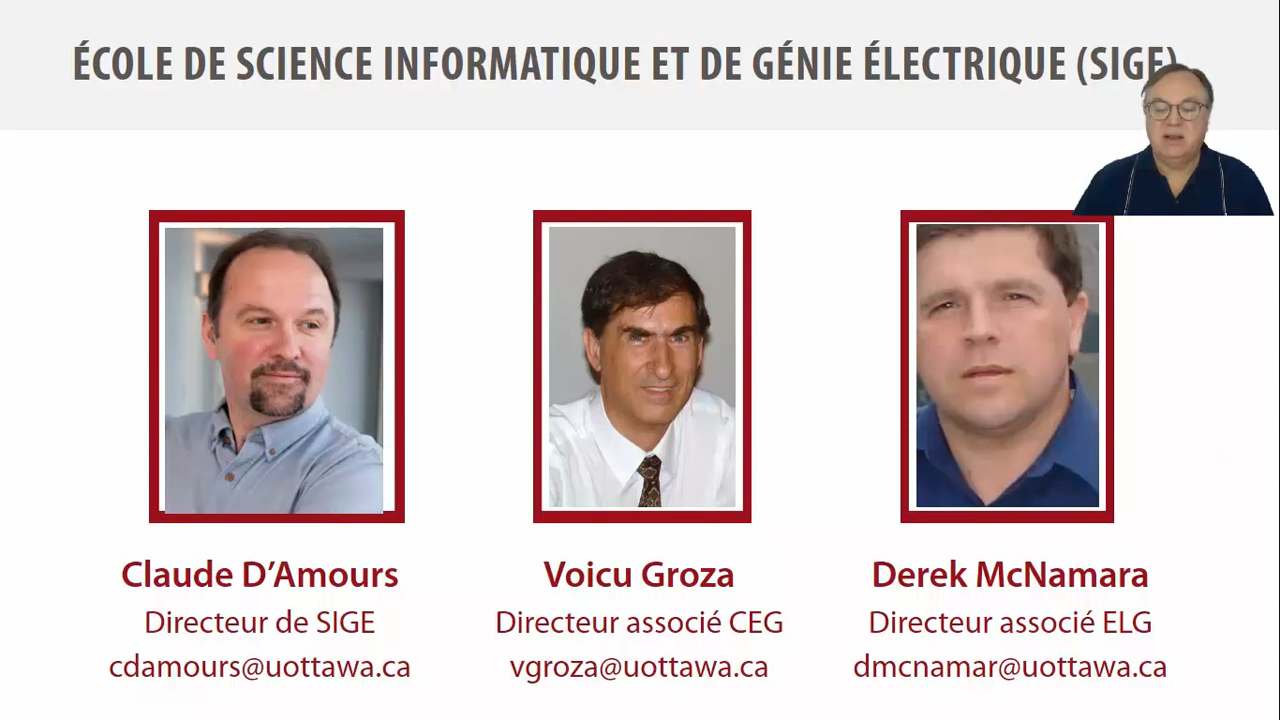 ÉCOLE DE SCIENCE INFORMATIQUE ET DE GÉNIE ÉLECTRIQUE (SIGE)
Claude D’Amours
Directeur de SIGE
cdamours@uottawa.ca
Voicu Groza
Directeur associé CEG
vgroza@uottawa.ca
Derek McNamara
Directeur associé ELG
dmcnamar@uottawa.ca